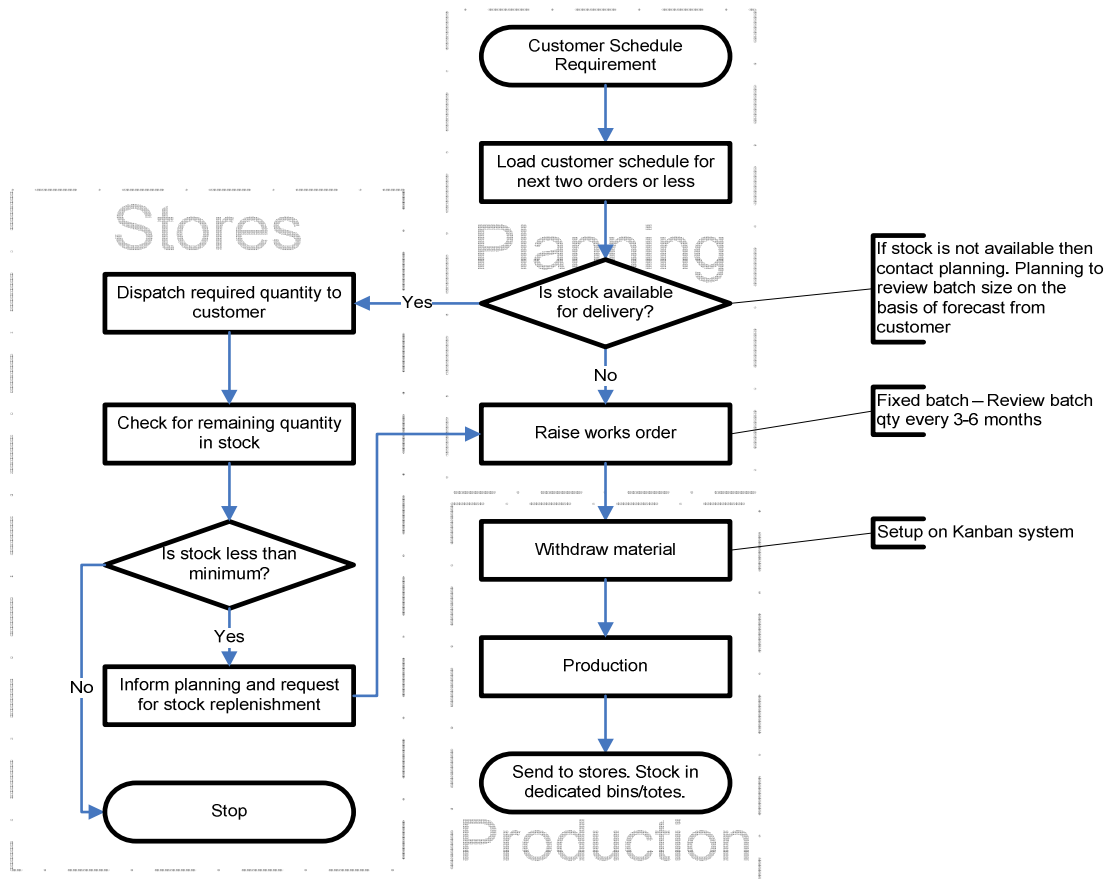 Customer Schedule
Requirement
Load customer schedule for
next two orders or less
Planning
Is stock available
for delivery?
If stock is not available then
contact planning. Planning to
review batch size on the
basis of forecast from
customer
Yes
No
Raise works order
Fixed batch – Review batch
qty every 3-6 months
Stores
Dispatch required quantity to
customer
Check for remaining quantity
in stock
Is stock less than
minimum?
Yes
No
Inform planning and request
for stock replenishment
Stop
Withdraw material
Setup on Kanban system
Production
Send to stores. Stock in
dedicated bins/totes.
Production